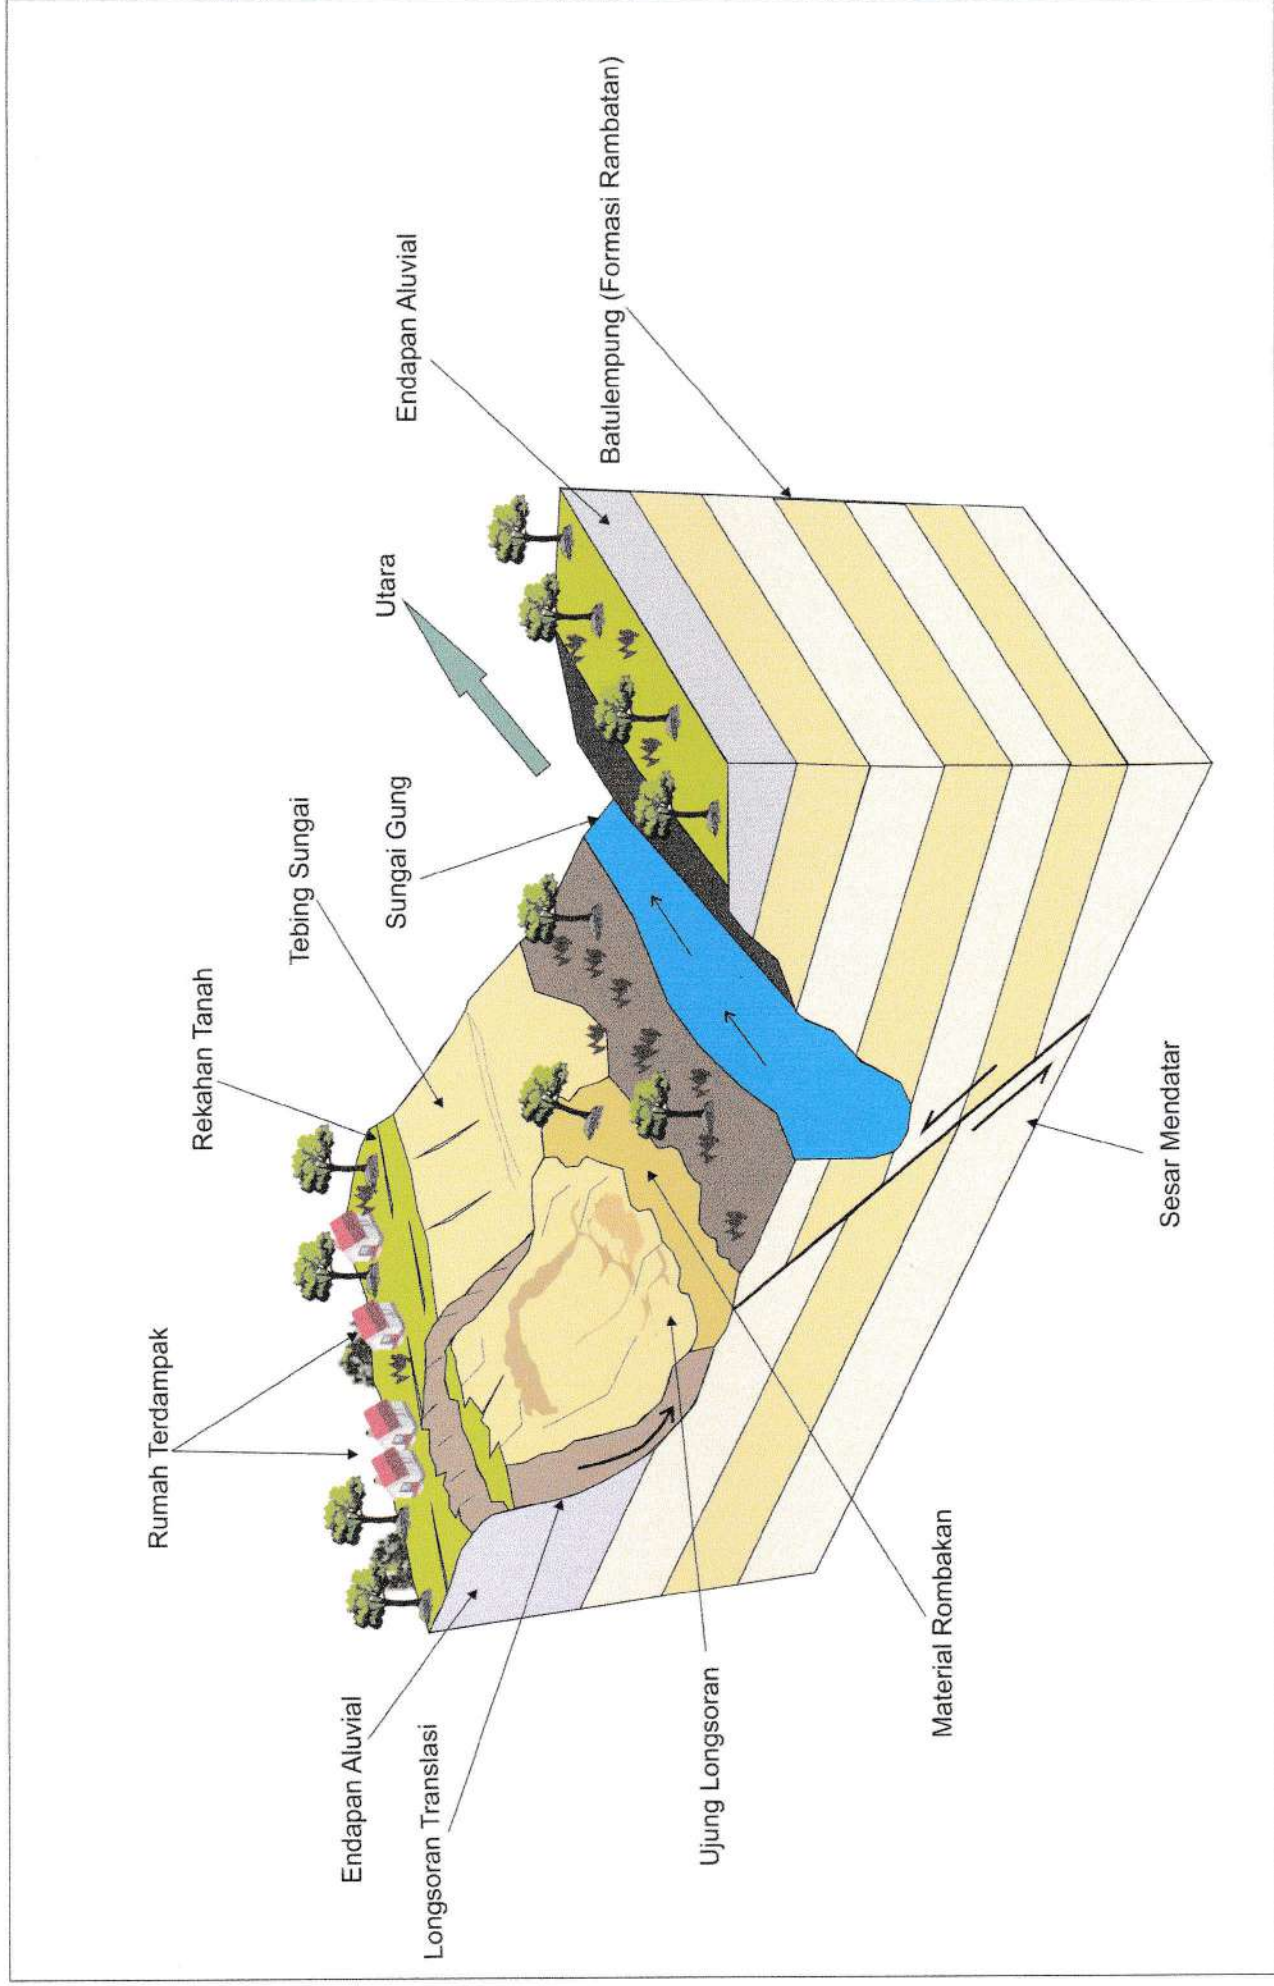 Rumah Terdampak
Rekahan Tanah
Tebing Sungai
Sungai Gung
Utara
Endapan Aluvial
Batulempung (Formasi Rambatan)
Endapan Aluvial
Longsoran Translasi
Ujung Longsoran
Material Rombakan
Sesar Mendatar